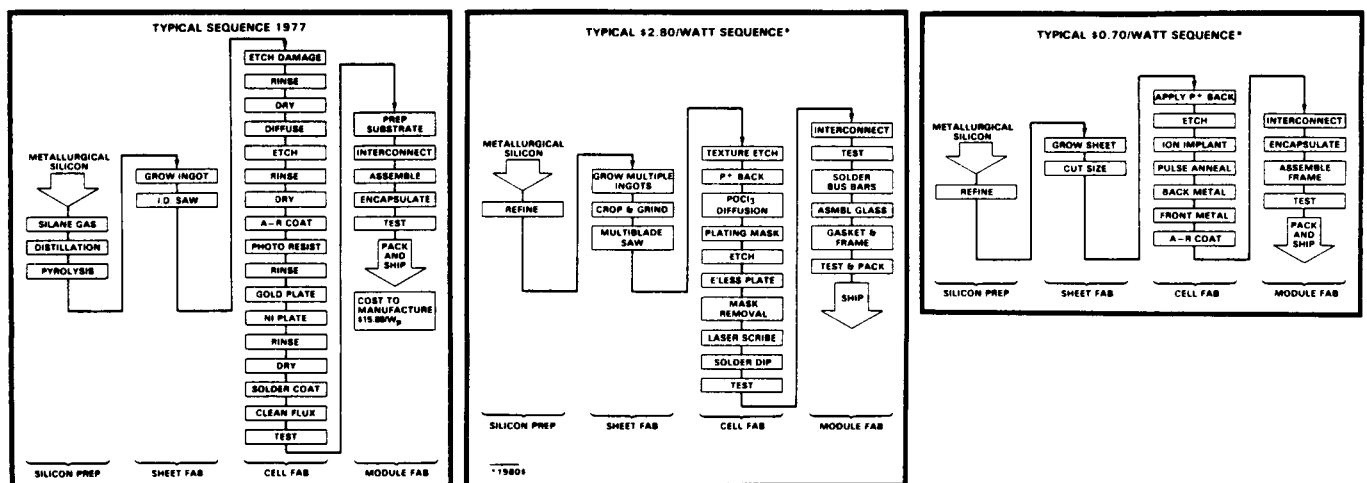 TYPICAL SEQUENCE 1977
METALLURGICAL
SILICON
SILANE GAS
DISTILLATION
PYROLYSIS
GROW INGOT
I.D. SAW
ETCH DAMAGE
RINSE
DRY
DIFFUSE
ETCH
RINSE
DRY
A-R COAT
PHOTO RESIST
RINSE
GOLD PLATE
NI PLATE
RINSE
DRY
SOLDER COAT
CLEAN FLUX
TEST
PREP
SUBSTRATE
INTERCONNECT
ASSEMBLE
ENCAPSULATE
TEST
PACK
AND
SHIP
COST TO
MANUFACTURE
SILICON PREP
SHEET FAB
CELL FAB
MODULE FAB
TYPICAL $2.80/WATT SEQUENCE*
METALLURGICAL
SILICON
REFINE
GROW MULTIPLE
INGOTS
CROP & GRIND
MULTIBLADE
SAW
TEXTURE ETCH
P+ BACK
POCl3
DIFFUSION
PLATING MASK
ETCH
E'LESS PLATE
MASK
REMOVAL
LASER SCRIBE
SOLDER DIP
TEST
INTERCONNECT
TEST
SOLDER
BUS BARS
ASMBL GLASS
GASKET &
FRAME
TEST & PACK
SHIP
SILICON PREP
SHEET FAB
CELL FAB
MODULE FAB
*1980$
TYPICAL $0.70/WATT SEQUENCE*
METALLURGICAL
SILICON
REFINE
GROW SHEET
CUT SIZE
APPLY P+ BACK
ETCH
ION IMPLANT
PULSE ANNEAL
BACK METAL
FRONT METAL
A-R COAT
INTERCONNECT
ENCAPSULATE
ASSEMBLE
FRAME
TEST
PACK
AND
SHIP
SILICON PREP
SHEET FAB
CELL FAB
MODULE FAB